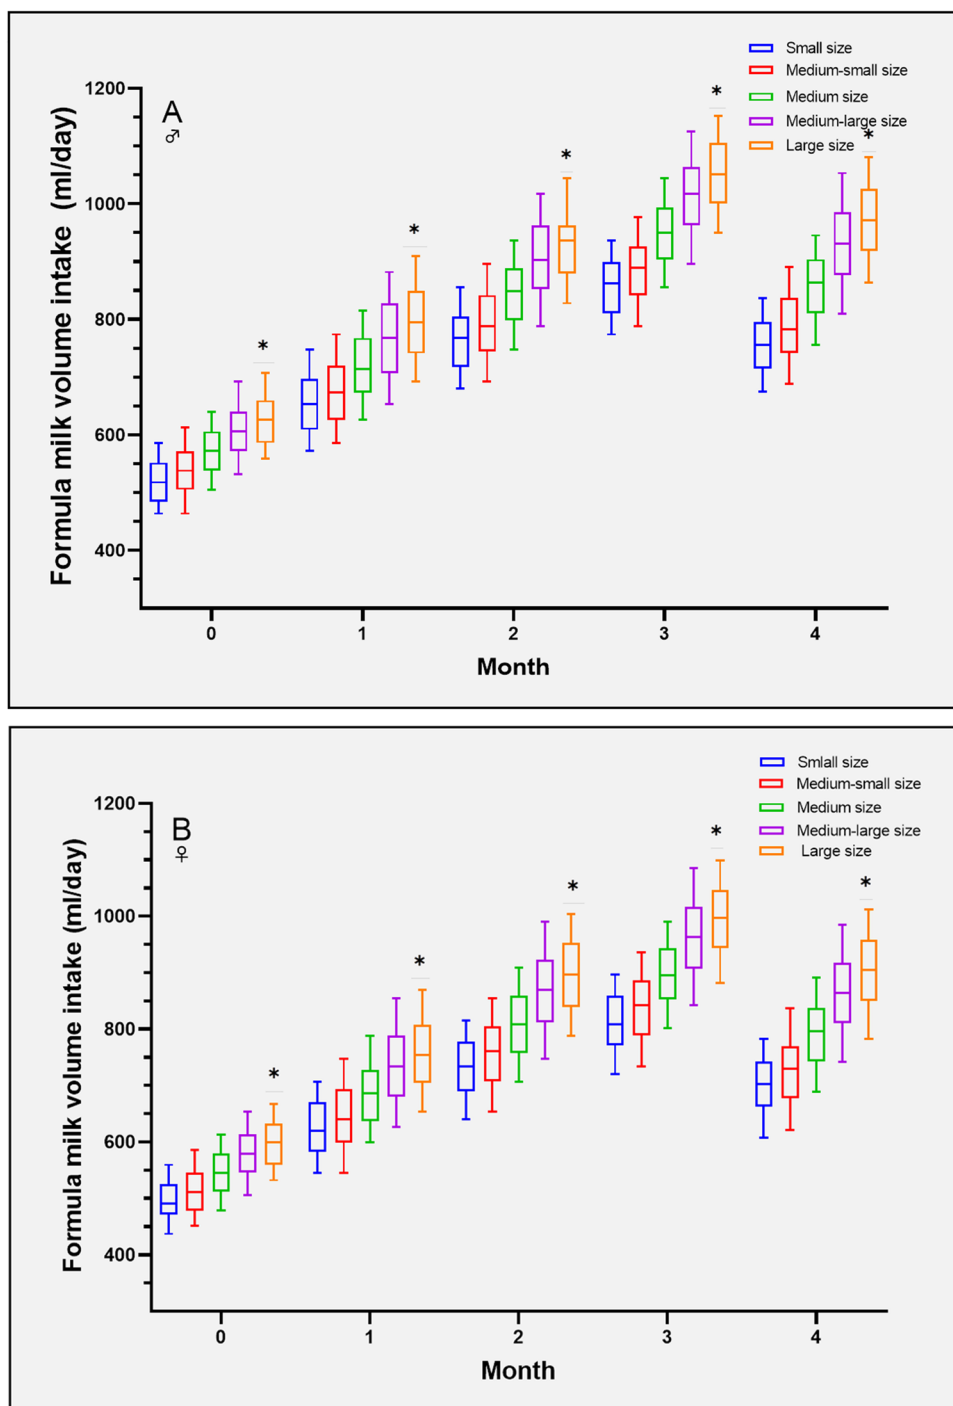 Small size
Medium-small size
Medium size
Medium-large size
Large size
A
♂
Formula milk volume intake (ml/day)
1200
1000
800
600
400
*
*
*
*
*
0 1 2 3 4
Month
Smlall size
Medium-small size
Medium size
Medium-large size
Large size
B
♀
Formula milk volume intake (ml/day)
1200
1000
800
600
400
*
*
*
*
*
0 1 2 3 4
Month